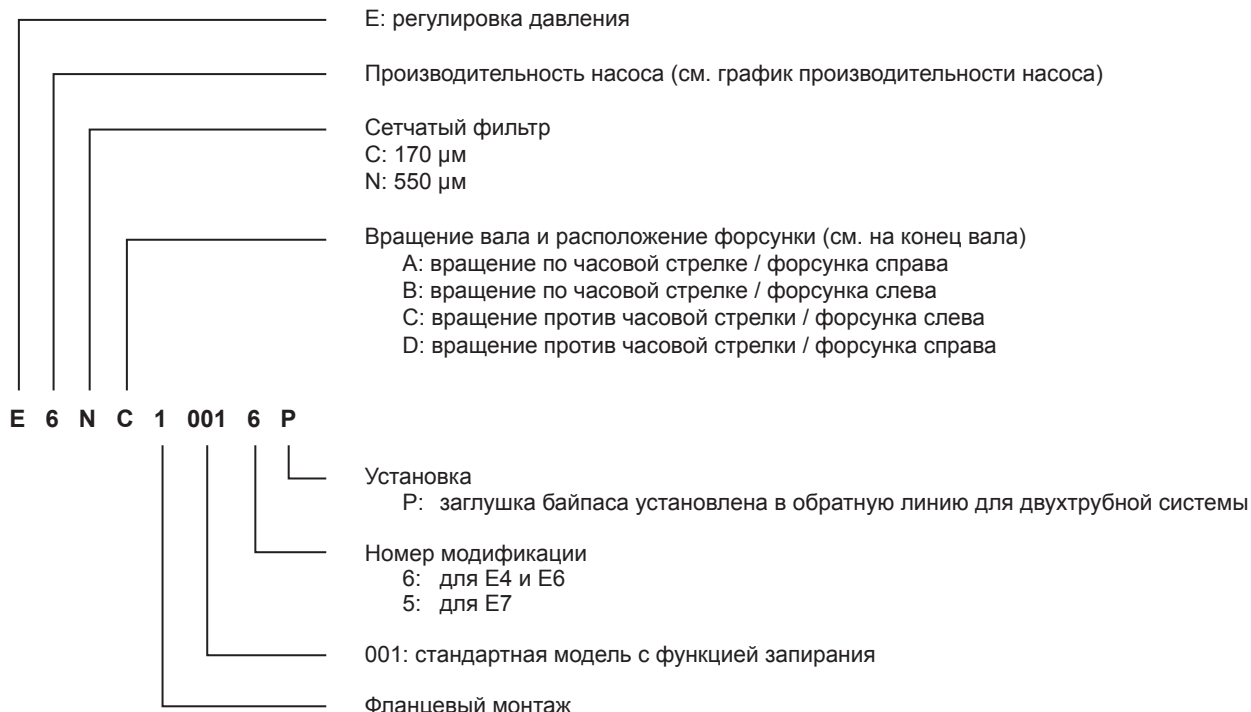 E: регулировка давления
Производительность насоса (см. график производительности насоса)
Сетчатый фильтр
C: 170 μм
N: 550 μм
Вращение вала и расположение форсунки (см. на конец вала)
A: вращение по часовой стрелке / форсунка справа
B: вращение по часовой стрелке / форсунка слева
C: вращение против часовой стрелки / форсунка слева
D: вращение против часовой стрелки / форсунка справа
E 6 N C 1 001 6 P
Установка
P: заглушка байпаса установлена в обратную линию для двухтрубной системы
Номер модификации
6: для E4 и E6
5: для E7
001: стандартная модель с функцией запирания
Фланцевый монтаж